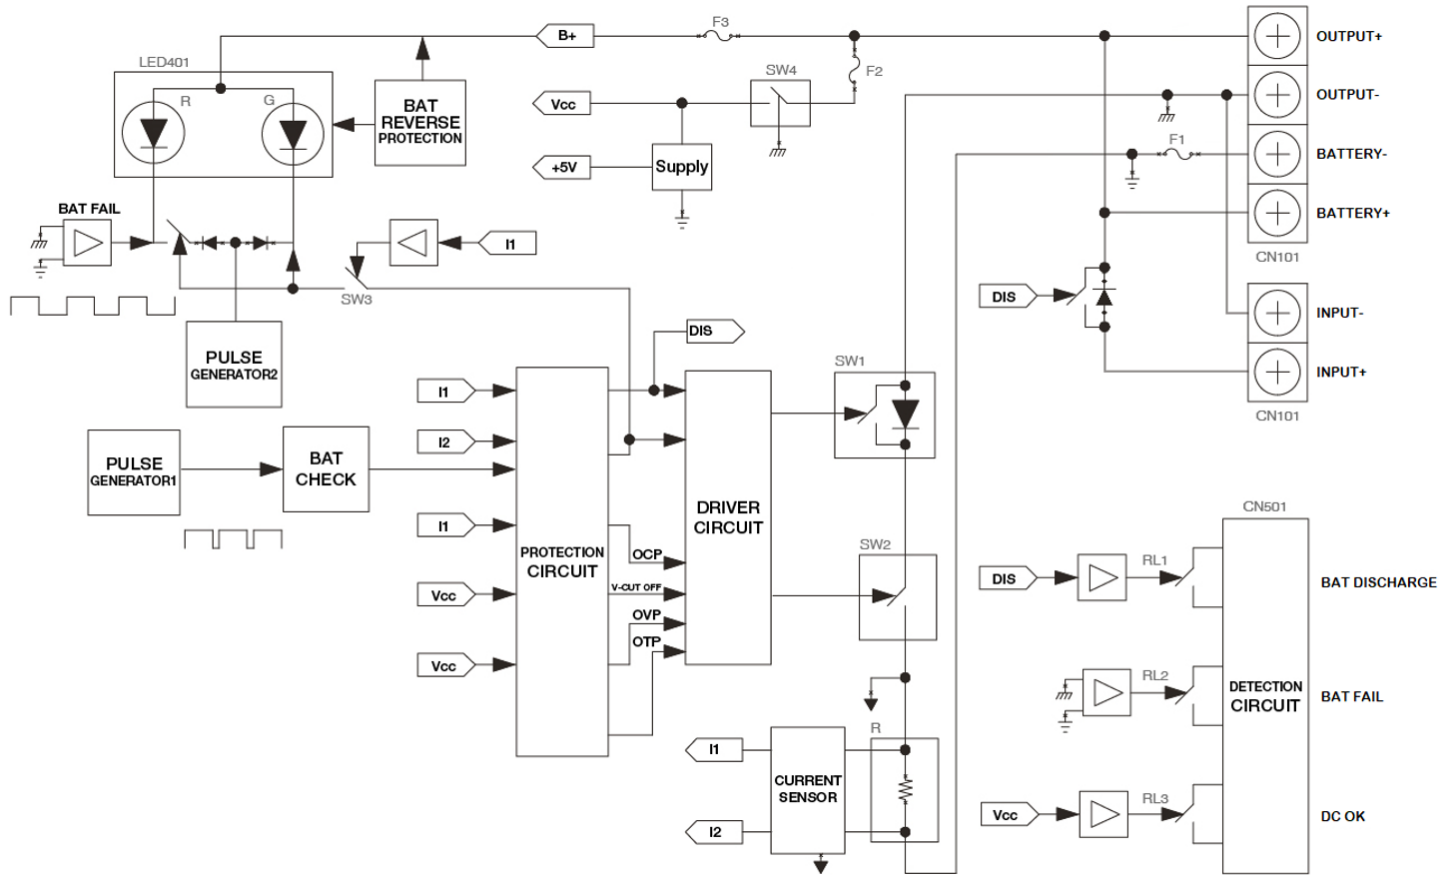 F3
B+
OUTPUT+
LED401
SW4
F2
R
G
BAT
REVERSE
PROTECTION
Vcc
OUTPUT-
F1
+5V
Supply
BATTERY-
BAT FAIL
BATTERY+
I1
CN101
SW3
DIS
INPUT-
DIS
PULSE
GENERATOR2
SW1
INPUT+
I1
CN101
I2
PULSE
GENERATOR1
BAT
CHECK
DRIVER
CIRCUIT
CN501
I1
PROTECTION
CIRCUIT
OCP
SW2
DIS
RL1
BAT DISCHARGE
Vcc
V-CUT OFF
OVP
OTP
Vcc
RL2
DETECTION
CIRCUIT
BAT FAIL
R
I1
CURRENT
SENSOR
RL3
Vcc
DC OK
I2